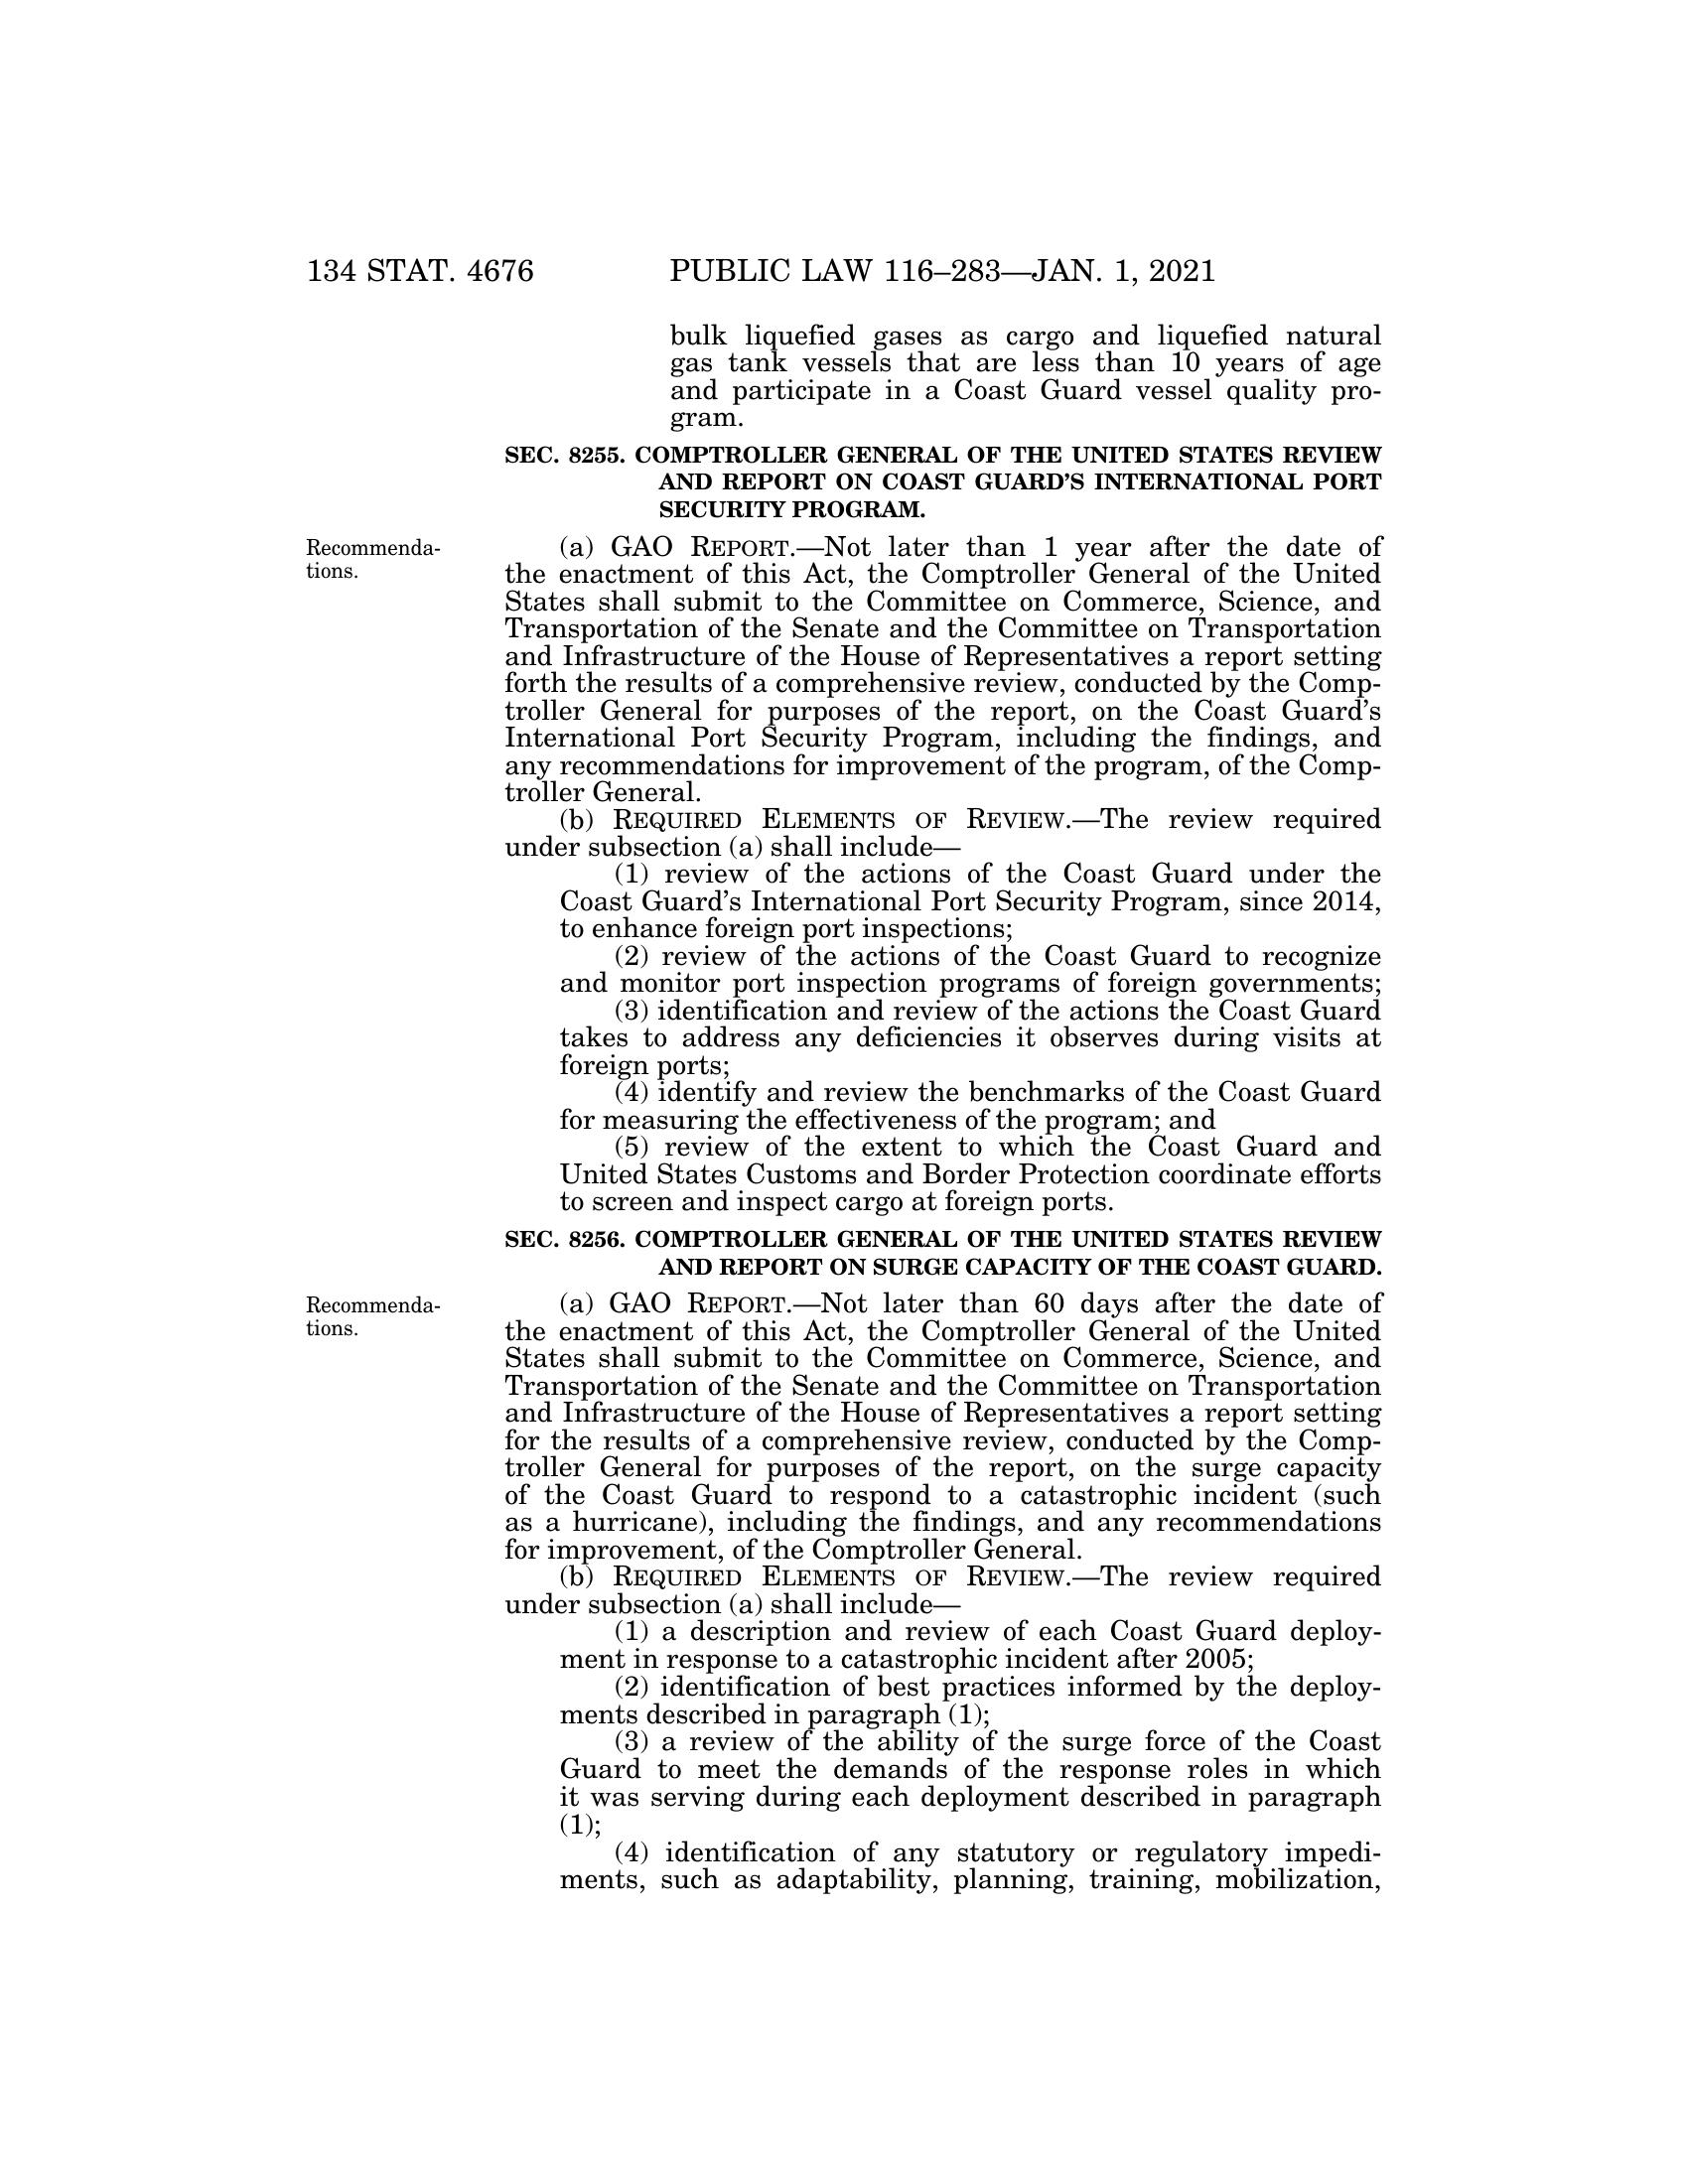 134 STAT. 4676
PUBLIC LAW 116–283—JAN. 1, 2021
bulk liquefied gases as cargo and liquefied natural
gas tank vessels that are less than 10 years of age
and participate in a Coast Guard vessel quality pro-
gram.
SEC. 8255. COMPTROLLER GENERAL OF THE UNITED STATES REVIEW
AND REPORT ON COAST GUARD’S INTERNATIONAL PORT
SECURITY PROGRAM.
Recommenda-
tions.
(a) GAO REPORT.—Not later than 1 year after the date of
the enactment of this Act, the Comptroller General of the United
States shall submit to the Committee on Commerce, Science, and
Transportation of the Senate and the Committee on Transportation
and Infrastructure of the House of Representatives a report setting
forth the results of a comprehensive review, conducted by the Comp-
troller General for purposes of the report, on the Coast Guard’s
International Port Security Program, including the findings, and
any recommendations for improvement of the program, of the Comp-
troller General.
(b) REQUIRED ELEMENTS OF REVIEW.—The review required
under subsection (a) shall include—
(1) review of the actions of the Coast Guard under the
Coast Guard’s International Port Security Program, since 2014,
to enhance foreign port inspections;
(2) review of the actions of the Coast Guard to recognize
and monitor port inspection programs of foreign governments;
(3) identification and review of the actions the Coast Guard
takes to address any deficiencies it observes during visits at
foreign ports;
(4) identify and review the benchmarks of the Coast Guard
for measuring the effectiveness of the program; and
(5) review of the extent to which the Coast Guard and
United States Customs and Border Protection coordinate efforts
to screen and inspect cargo at foreign ports.
SEC. 8256. COMPTROLLER GENERAL OF THE UNITED STATES REVIEW
AND REPORT ON SURGE CAPACITY OF THE COAST GUARD.
Recommenda-
tions.
(a) GAO REPORT.—Not later than 60 days after the date of
the enactment of this Act, the Comptroller General of the United
States shall submit to the Committee on Commerce, Science, and
Transportation of the Senate and the Committee on Transportation
and Infrastructure of the House of Representatives a report setting
for the results of a comprehensive review, conducted by the Comp-
troller General for purposes of the report, on the surge capacity
of the Coast Guard to respond to a catastrophic incident (such
as a hurricane), including the findings, and any recommendations
for improvement, of the Comptroller General.
(b) REQUIRED ELEMENTS OF REVIEW.—The review required
under subsection (a) shall include—
(1) a description and review of each Coast Guard deploy-
ment in response to a catastrophic incident after 2005;
(2) identification of best practices informed by the deploy-
ments described in paragraph (1);
(3) a review of the ability of the surge force of the Coast
Guard to meet the demands of the response roles in which
it was serving during each deployment described in paragraph
(1);
(4) identification of any statutory or regulatory impedi-
ments, such as adaptability, planning, training, mobilization,